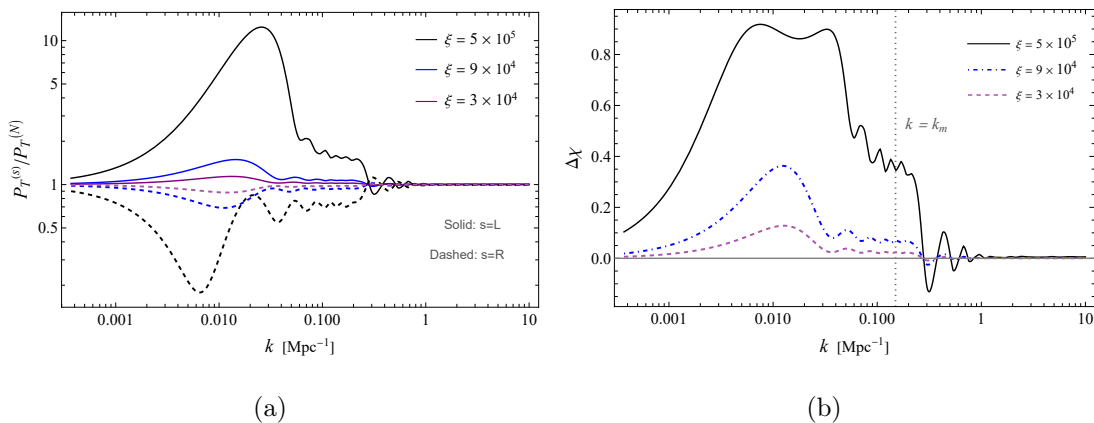 10
5
1
0.5
P_T^{(s)}/P_T^{(N)}
ξ = 5 × 10⁵
ξ = 9 × 10⁴
ξ = 3 × 10⁴
Solid: s=L
Dashed: s=R
0.001 0.010 0.100 1 10
k [Mpc⁻¹]
(a)
0.8
0.6
0.4
0.2
0.0
Δχ
ξ = 5 × 10⁵
ξ = 9 × 10⁴
ξ = 3 × 10⁴
k = k_m
0.001 0.010 0.100 1 10
k [Mpc⁻¹]
(b)